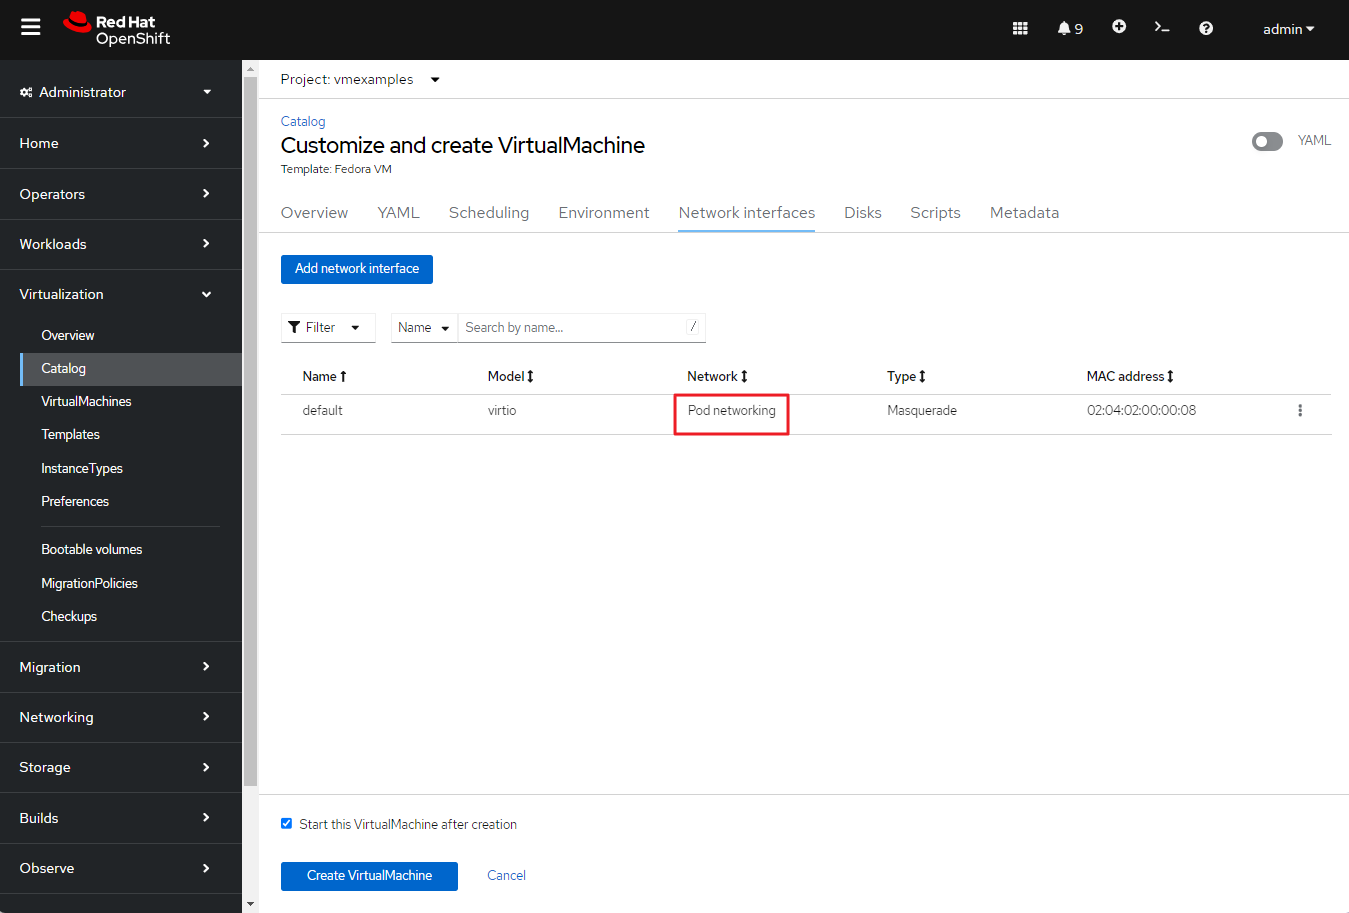 Red Hat
OpenShift
9
admin
Administrator
Home
Operators
Workloads
Virtualization
Overview
Catalog
VirtualMachines
Templates
InstanceTypes
Preferences
Bootable volumes
MigrationPolicies
Checkups
Migration
Networking
Storage
Builds
Observe
Project: vmexamples
Catalog
Customize and create VirtualMachine
Template: Fedora VM
YAML
Overview YAML Scheduling Environment Network interfaces Disks Scripts Metadata
Add network interface
Filter Name Search by name... /
Name Model Network Type MAC address
default virtio Pod networking Masquerade 02:04:02:00:00:08
Start this VirtualMachine after creation
Create VirtualMachine Cancel